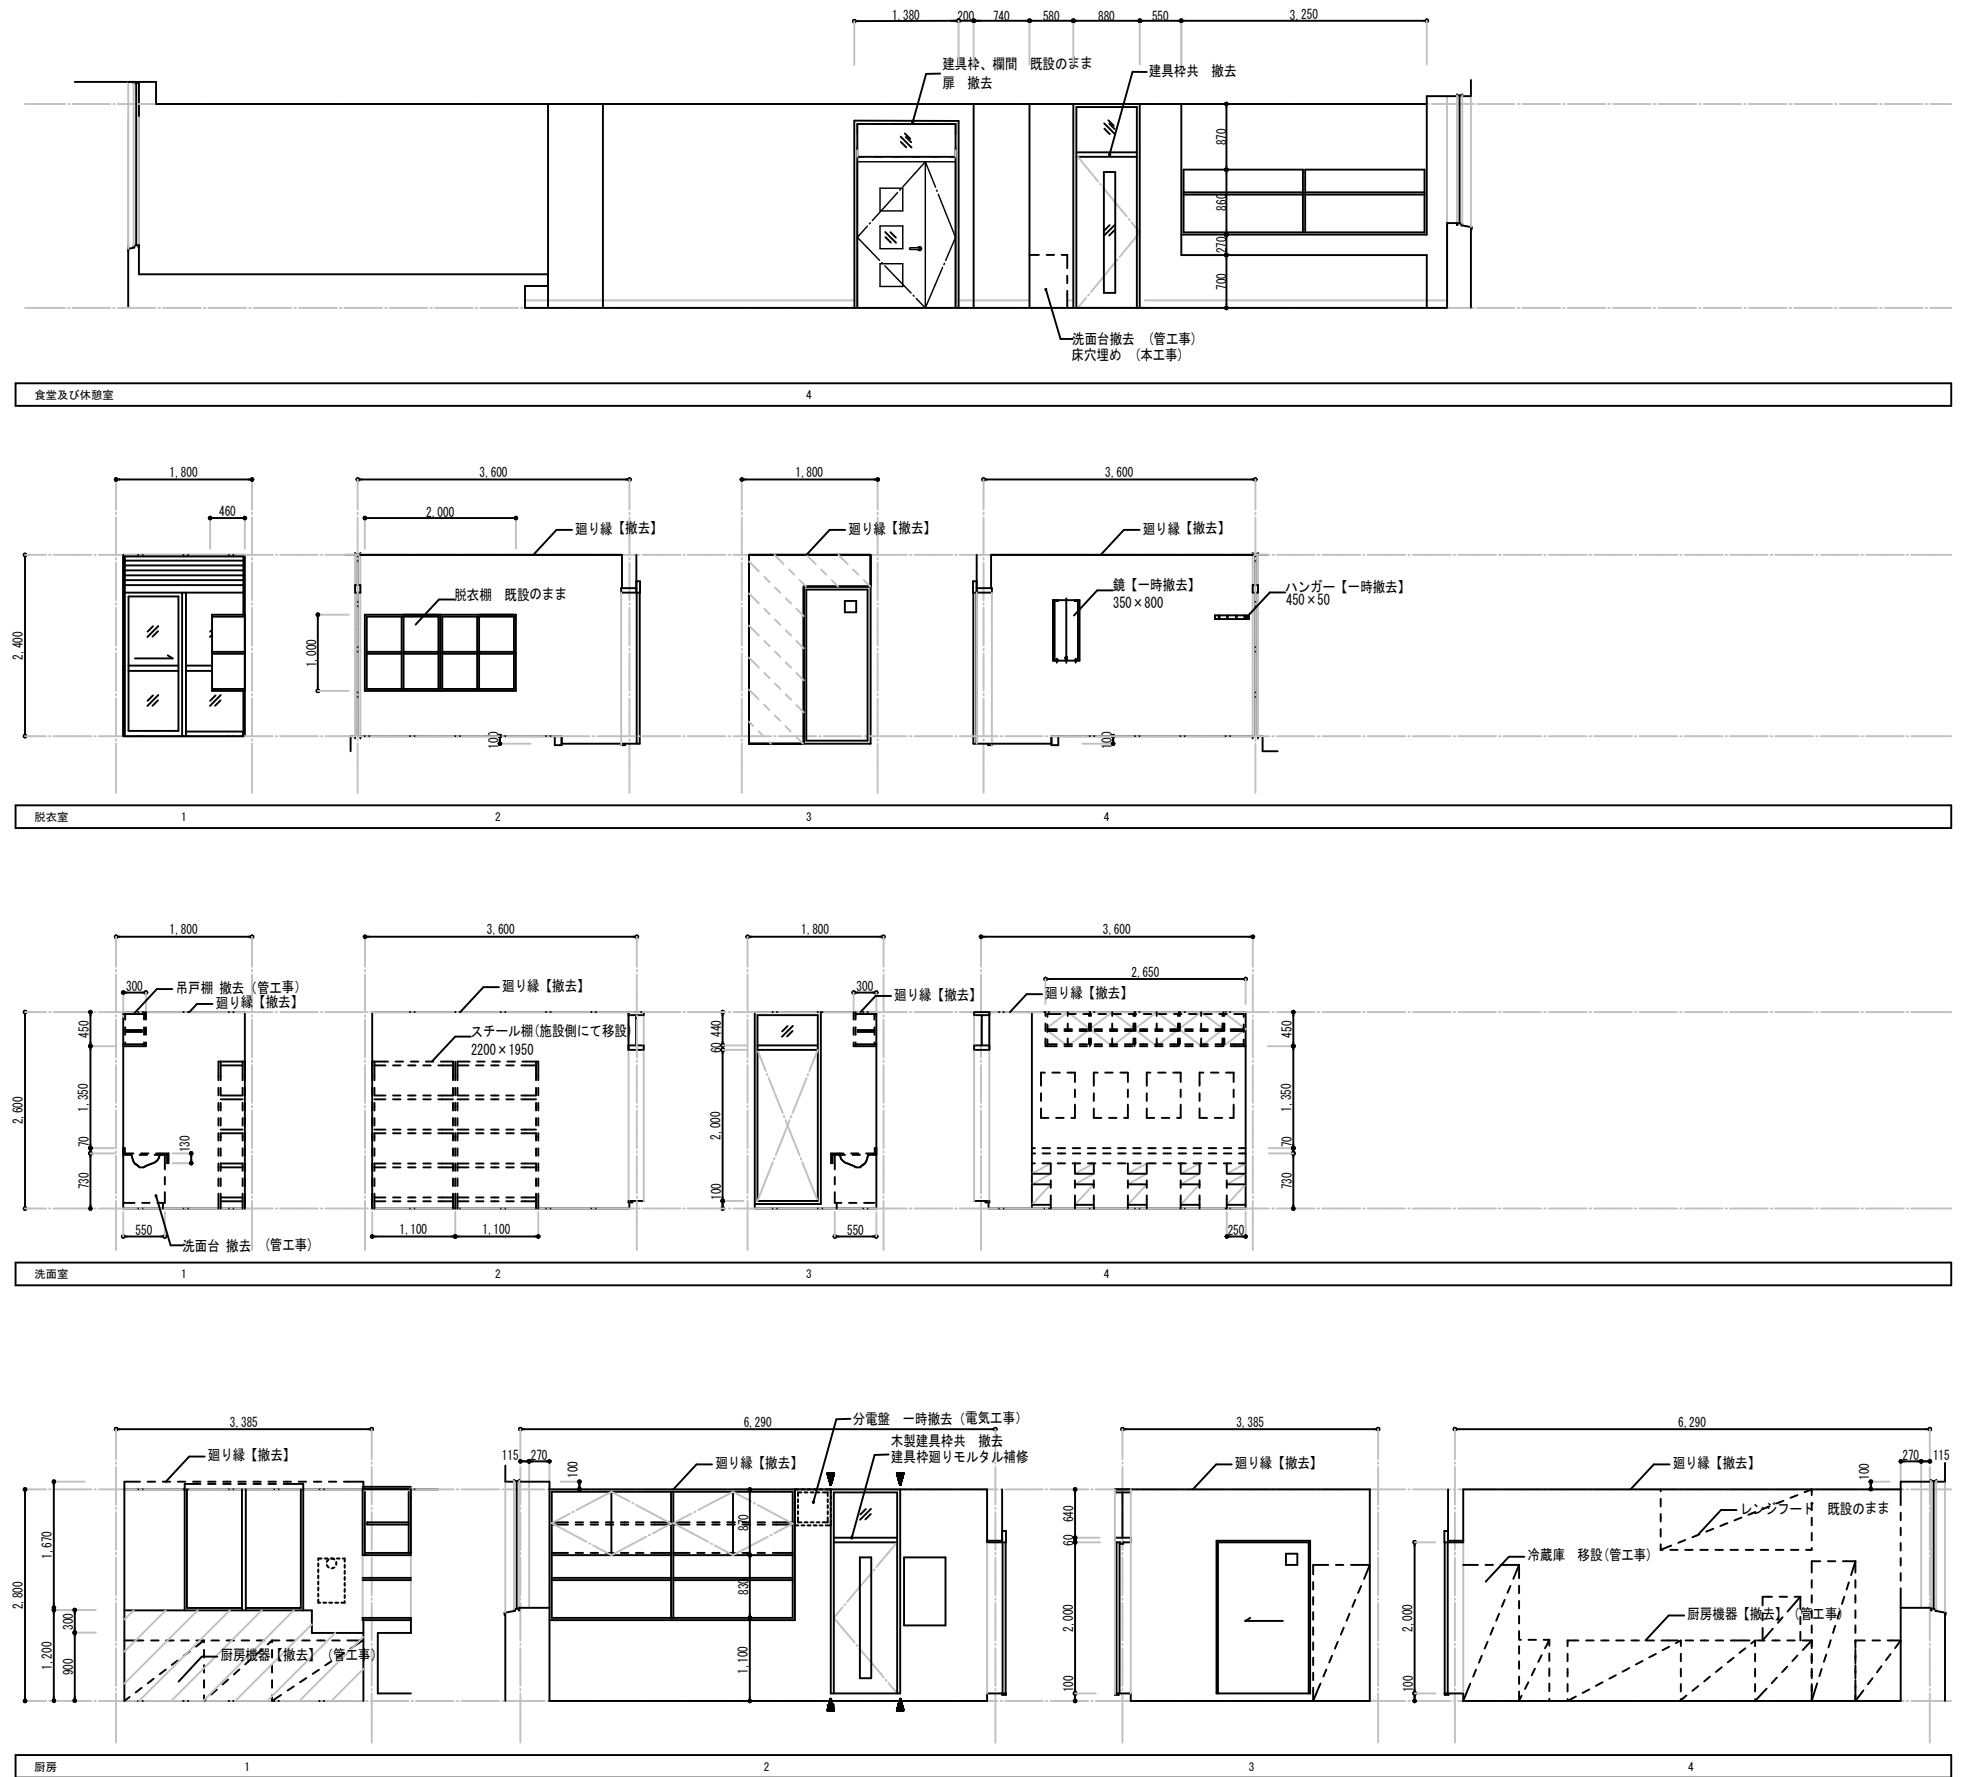 1,380 200 740 580 880 550 3,250
建具枠、欄間　既設のまま
扉　撤去
建具枠共　撤去
870
860
270
700
洗面台撤去　（管工事）
床穴埋め　（本工事）
食堂及び休憩室 4
1,800 3,600 1,800 3,600
460 2,000
廻り縁【撤去】 廻り縁【撤去】 廻り縁【撤去】
脱衣棚　既設のまま
鏡【一時撤去】
350×800
ハンガー【一時撤去】
450×50
2,400 1,000
100 100
脱衣室 1 2 3 4
1,800 3,600 1,800 3,600
2,650
300 吊戸棚 撤去（管工事）
廻り縁【撤去】
廻り縁【撤去】
300 廻り縁【撤去】
廻り縁【撤去】
スチール棚(施設側にて移設)
2200×1950
2,600
450 1,350 70 730
130
440 60 2,000 100
450 1,350 70 730
550 1,100 1,100 550 250
洗面台 撤去　（管工事）
洗面室 1 2 3 4
3,385 6,290 3,385 6,290
分電盤　一時撤去（電気工事）
木製建具枠共　撤去
建具枠廻りモルタル補修
廻り縁【撤去】
115 270 100 廻り縁【撤去】
廻り縁【撤去】
廻り縁【撤去】
100 270 115
レンジフード　既設のまま
冷蔵庫　移設(管工事)
厨房機器【撤去】（管工事）
厨房機器【撤去】（管工事）
2,800
1,670 1,200
300 900
870 830 1,100
640 60 2,000 100
2,000 100
厨房 1 2 3 4